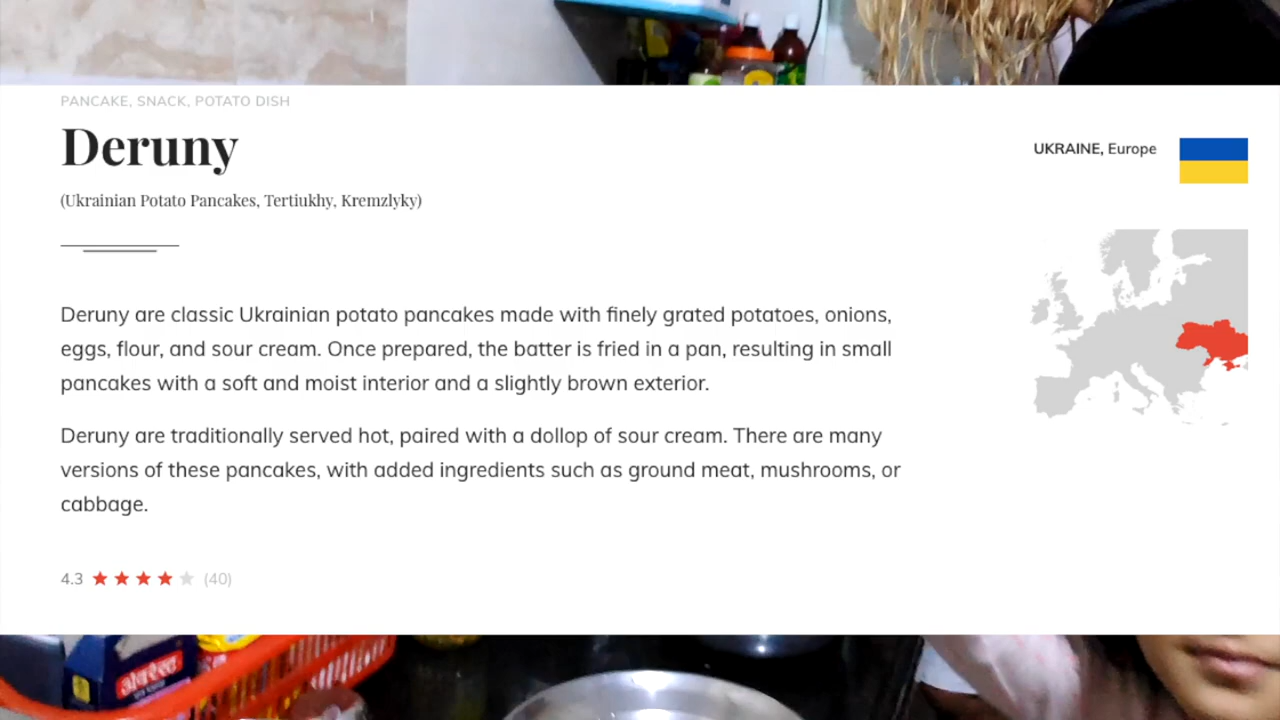 PANCAKE, SNACK, POTATO DISH
Deruny
UKRAINE, Europe
(Ukrainian Potato Pancakes, Tertiukhy, Kremzlyky)
Deruny are classic Ukrainian potato pancakes made with finely grated potatoes, onions,
eggs, flour, and sour cream. Once prepared, the batter is fried in a pan, resulting in small
pancakes with a soft and moist interior and a slightly brown exterior.
Deruny are traditionally served hot, paired with a dollop of sour cream. There are many
versions of these pancakes, with added ingredients such as ground meat, mushrooms, or
cabbage.
4.3 (40)